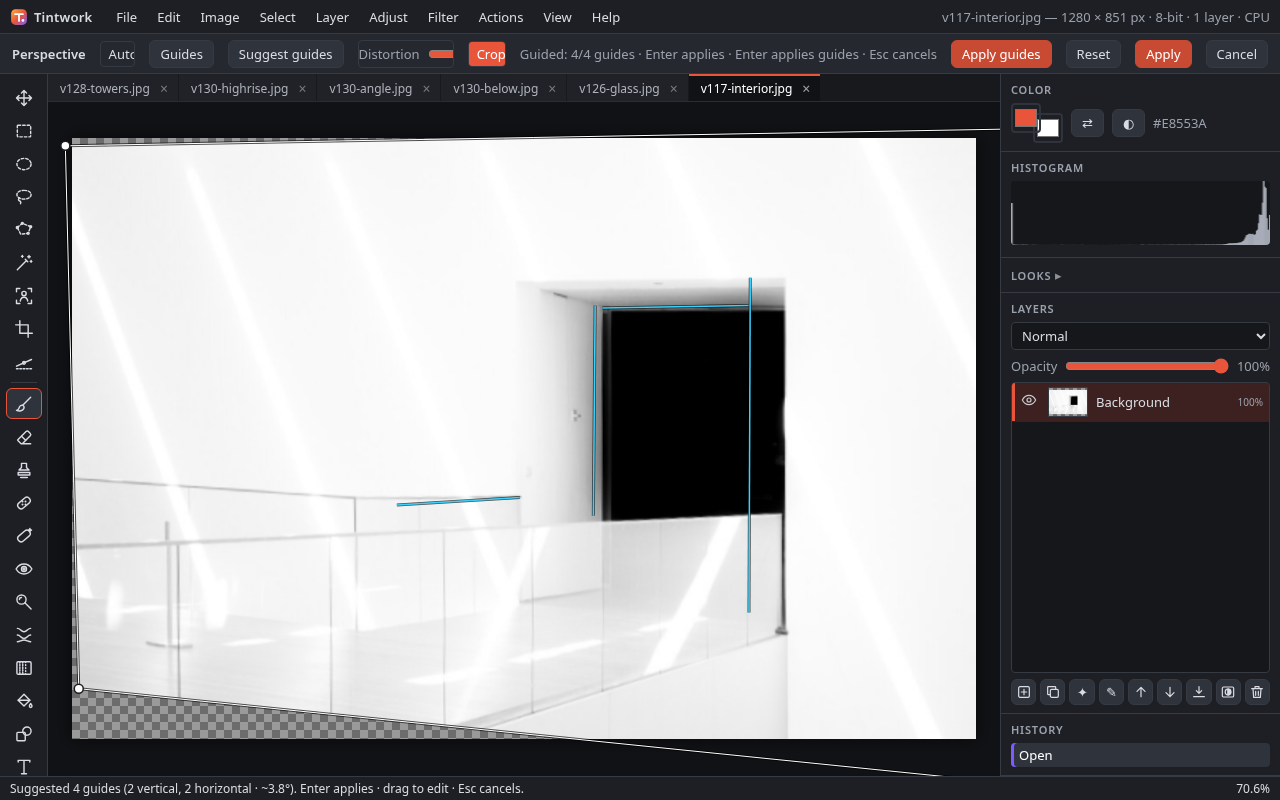 Tintwork File Edit Image Select Layer Adjust Filter Actions View Help v117-interior.jpg — 1280 × 851 px · 8-bit · 1 layer · CPU
Perspective Auto Guides Suggest guides Distortion Crop Guided: 4/4 guides · Enter applies · Enter applies guides · Esc cancels Apply guides Reset Apply Cancel
v128-towers.jpg × v130-highrise.jpg × v130-angle.jpg × v130-below.jpg × v126-glass.jpg × v117-interior.jpg ×
COLOR
#E8553A
HISTOGRAM
LOOKS ▸
LAYERS
Normal
Opacity 100%
Background 100%
HISTORY
Open
Suggested 4 guides (2 vertical, 2 horizontal · ~3.8°). Enter applies · drag to edit · Esc cancels. 70.6%